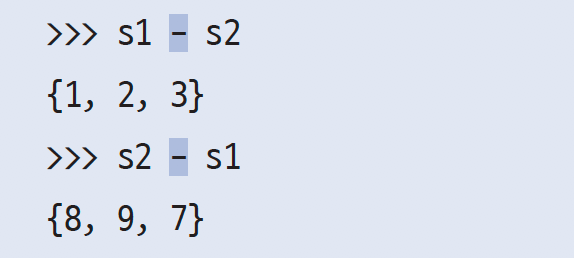 >>> s1 - s2
{1, 2, 3}
>>> s2 - s1
{8, 9, 7}